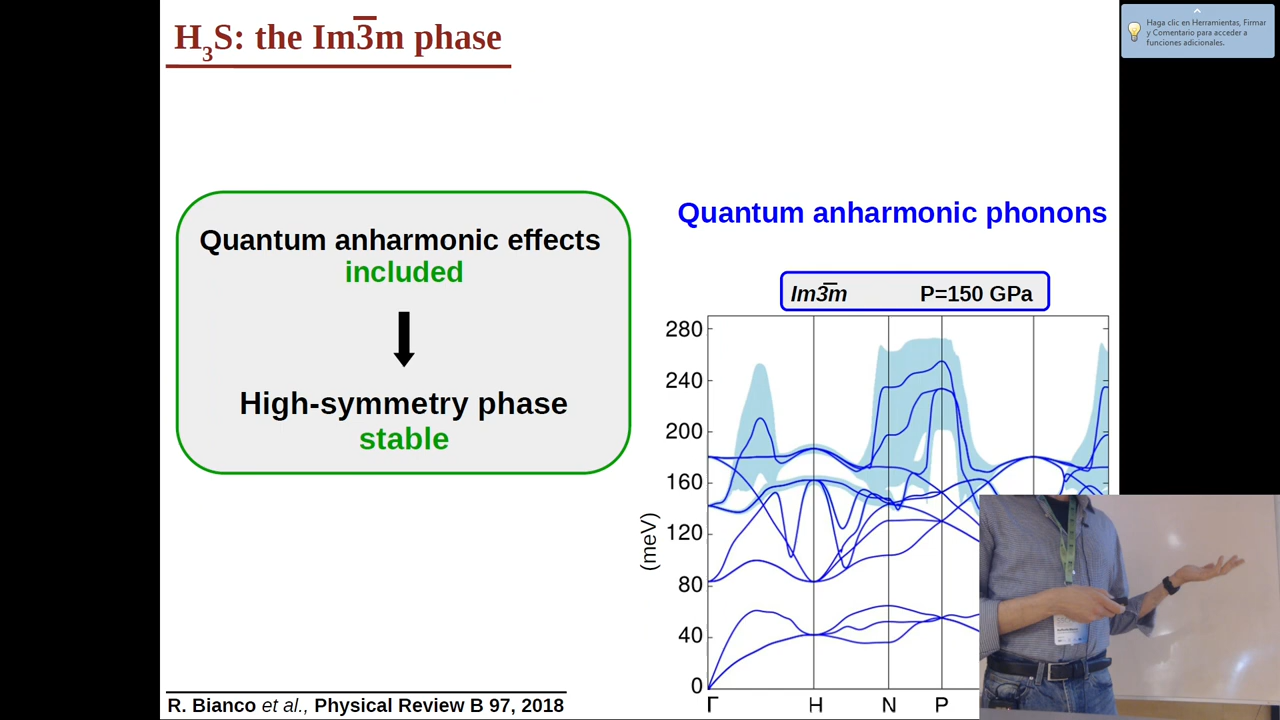 H3S: the Im3̅m phase
Haga clic en Herramientas, Firmar
y Comentario para acceder a
funciones adicionales.
Quantum anharmonic effects
included
High-symmetry phase
stable
Quantum anharmonic phonons
Im3̅m P=150 GPa
280
240
200
160
120
80
40
0
(meV)
Γ H N P
R. Bianco et al., Physical Review B 97, 2018